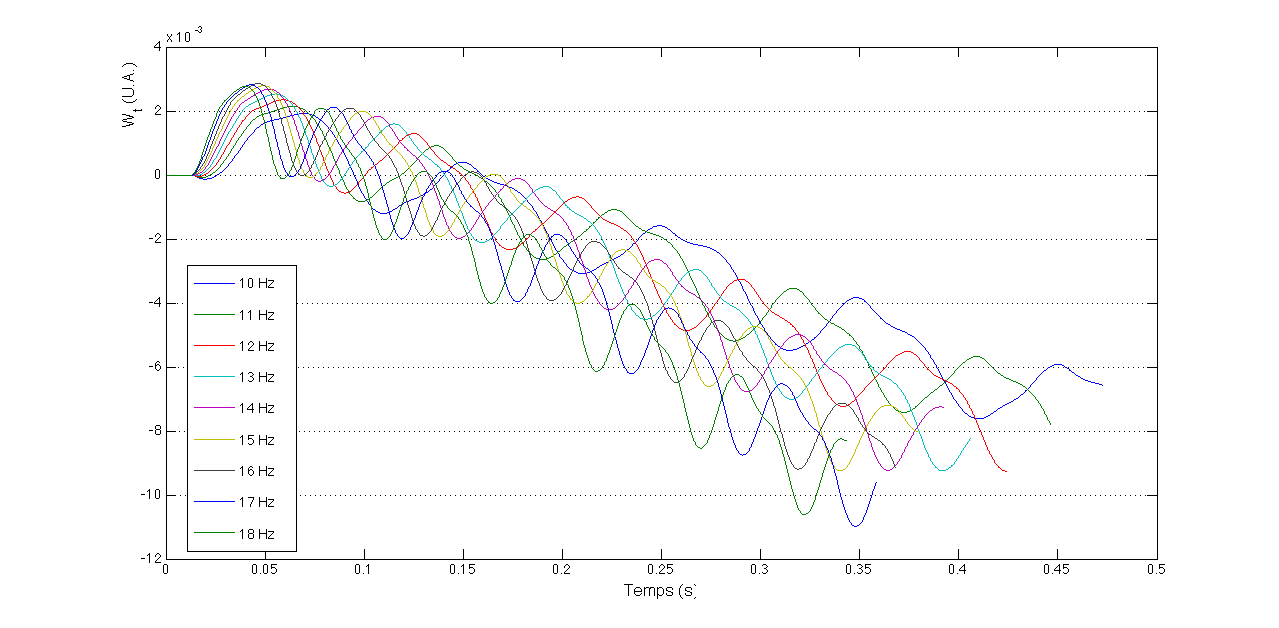 x 10 -3
W t (U.A.)
4
2
0
-2
-4
-6
-8
-10
-12
10 Hz
11 Hz
12 Hz
13 Hz
14 Hz
15 Hz
16 Hz
17 Hz
18 Hz
0 0.05 0.1 0.15 0.2 0.25 0.3 0.35 0.4 0.45 0.5
Temps (s)